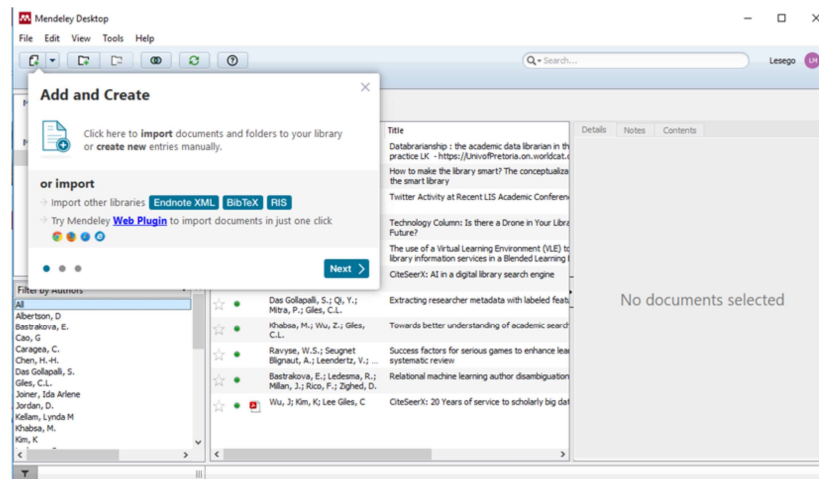 Mendeley Desktop
File Edit View Tools Help
Search...
Lesego LM
Add and Create
Click here to import documents and folders to your library
or create new entries manually.
or import
Import other libraries Endnote XML BibTeX RIS
Try Mendeley Web Plugin to import documents in just one click
Next
Filter by Authors
All
Albertson, D
Bastrakova, E.
Cao, G
Caragea, C.
Chen, H.-H.
Das Gollapalli, S.
Giles, C.L.
Joiner, Ida Arlene
Jordan, D.
Kellam, Lynda M
Khabsa, M.
Kim, K
Title
Databrarianship : the academic data librarian in th
practice LK - https://UnivofPretoria.on.worldcat.o
How to make the library smart? The conceptualiza
the smart library
Twitter Activity at Recent LIS Academic Conferen
Technology Column: Is there a Drone in Your Libra
Future?
The use of a Virtual Learning Environment (VLE) to
library information services in a Blended Learning
CiteSeerX: AI in a digital library search engine
Das Gollapalli, S.; Qi, Y.; Extracting researcher metadata with labeled featu
Mitra, P.; Giles, C.L.
Khabsa, M.; Wu, Z.; Giles, Towards better understanding of academic search
C.L.
Ravyse, W.S.; Seugnet Success factors for serious games to enhance lear
Blignaut, A.; Leendertz, V.; ... systematic review
Bastrakova, E.; Ledesma, R.; Relational machine learning author disambiguation
Millan, J.; Rico, F.; Zighed, D.
Wu, J; Kim, K; Lee Giles, C CiteSeerX: 20 Years of service to scholarly big dat
Details Notes Contents
No documents selected